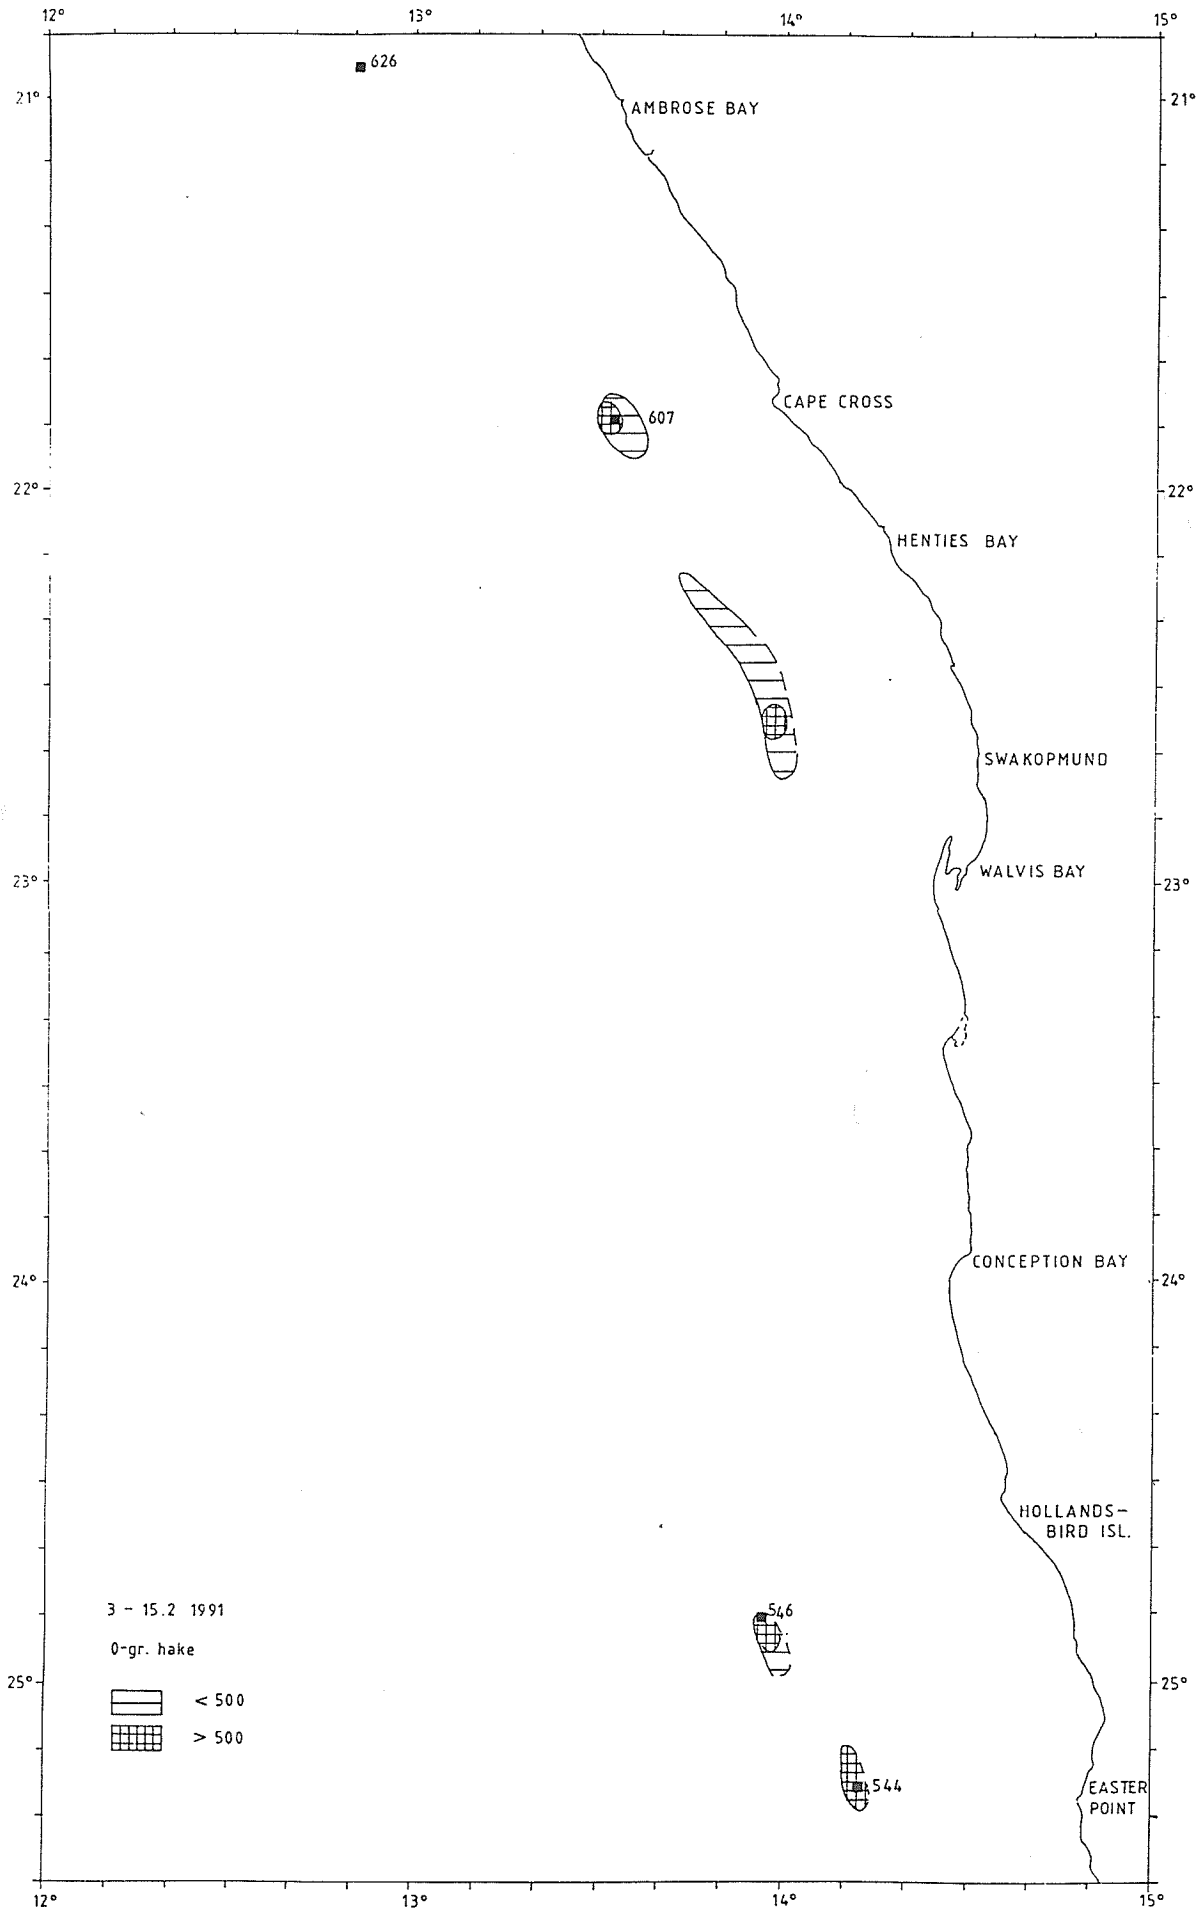 12° 13° 14° 15°
626
21° 21°
AMBROSE BAY
CAPE CROSS
607
22° 22°
HENTIES BAY
SWAKOPMUND
WALVIS BAY
23° 23°
CONCEPTION BAY
24° 24°
HOLLANDS-
BIRD ISL.
3 - 15.2 1991
546
0-gr. hake
25° 25°
< 500
> 500
544
EASTER
POINT
12° 13° 14° 15°